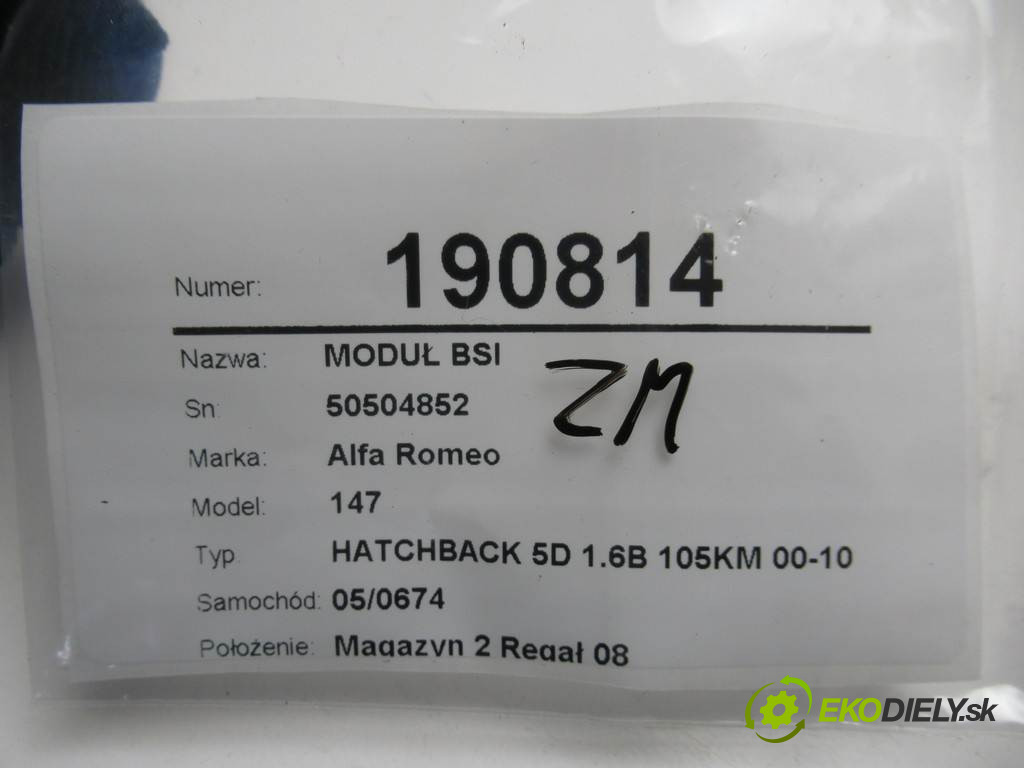 Numer: 190814
Nazwa: MODUŁ BSI
ZM
Sn: 50504852
Marka: Alfa Romeo
Model: 147
Typ: HATCHBACK 5D 1.6B 105KM 00-10
Samochód: 05/0674
Położenie: Magazyn 2 Regał 08
EKODIELY.sk